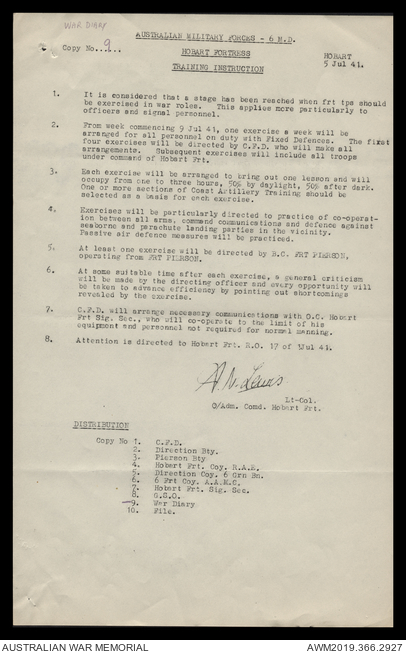 WAR DIARY
AUSTRALIAN MILITARY FORCES - 6 M.D.
Copy No...9...
HOBART FORTRESS
HOBART
TRAINING INSTRUCTION
5 Jul 41.
1. It is considered that a stage has been reached when frt tps should
be exercised in war roles. This applies more particularly to
officers and signal personnel.
2. From week commencing 9 Jul 41, one exercise a week will be
arranged for all personnel on duty with Fixed Defences. The first
four exercises will be directed by C.F.D. who will make all
arrangements. Subsequent exercises will include all troops
under command of Hobart Frt.
3. Each exercise will be arranged to bring out one lesson and will
occupy from one to three hours, 50% by daylight, 50% after dark.
One or more sections of Coast Artillery Training should be
selected as a basis for each exercise.
4. Exercises will be particularly directed to practice of co-operat-
ion between all arms, command communications and defence against
seaborne and parachute landing parties in the vicinity.
Passive air defence measures will be practiced.
5. At least one exercise will be directed by B.C. FRT PIERSON,
operating from FRT PIERSON.
6. At some suitable time after each exercise, a general criticism
will be made by the directing officer and every opportunity will
be taken to advance efficiency by pointing out shortcomings
revealed by the exercise.
7. C.F.D. will arrange necessary communications with O.C. Hobart
Frt Sig. Sec., who will co-operate to the limit of his
equipment and personnel not required for normal manning.
8. Attention is directed to Hobart Frt. R.O. 17 of 3Jul 41.
Lt-Col.
O/Adm. Comd. Hobart Frt.
DISTRIBUTION
Copy No 1. C.F.D.
2. Direction Bty.
3. Pierson Bty
4. Hobart Frt. Coy. R.A.E.
5. Direction Coy. 6 Grn Bn.
6. 6 Frt Coy. A.A.M.C.
7. Hobart Frt. Sig. Sec.
8. G.S.O.
9. War Diary
10. File.
AUSTRALIAN WAR MEMORIAL
AWM2019.366.2927